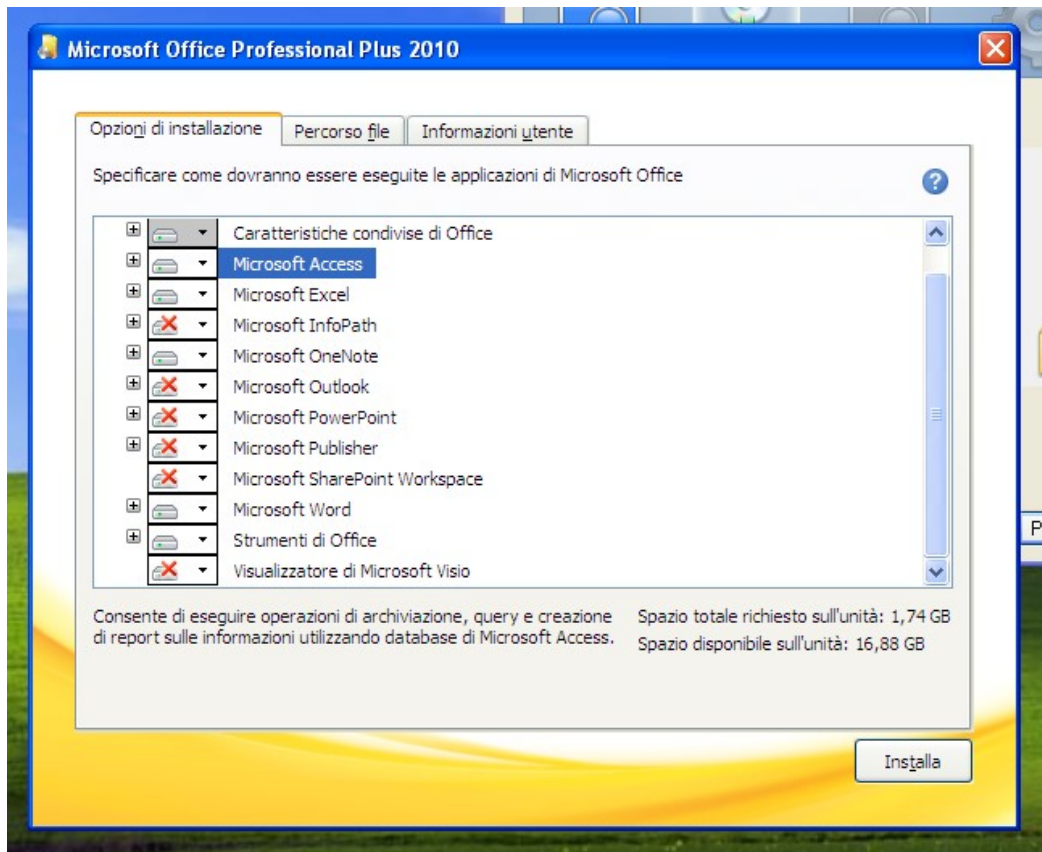 Microsoft Office Professional Plus 2010
Opzioni di installazione
Percorso file
Informazioni utente
Specificare come dovranno essere eseguite le applicazioni di Microsoft Office
Caratteristiche condivise di Office
Microsoft Access
Microsoft Excel
Microsoft InfoPath
Microsoft OneNote
Microsoft Outlook
Microsoft PowerPoint
Microsoft Publisher
Microsoft SharePoint Workspace
Microsoft Word
Strumenti di Office
Visualizzatore di Microsoft Visio
Consente di eseguire operazioni di archiviazione, query e creazione
di report sulle informazioni utilizzando database di Microsoft Access.
Spazio totale richiesto sull'unità: 1,74 GB
Spazio disponibile sull'unità: 16,88 GB
Installa
P